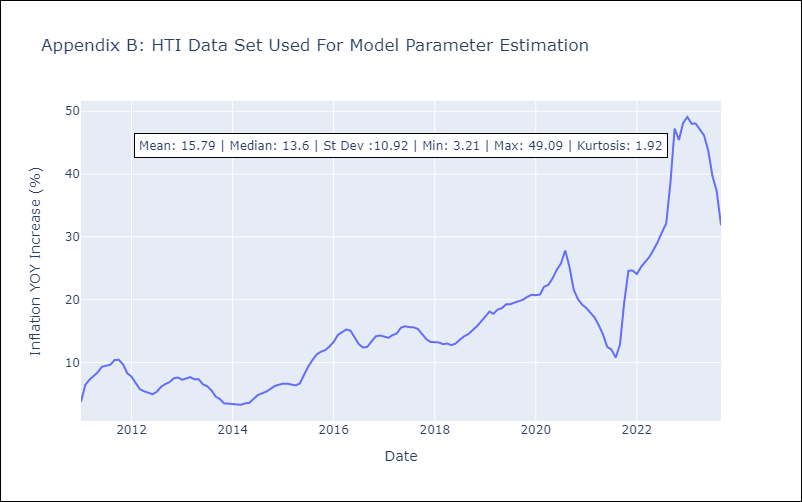 Appendix B: HTI Data Set Used For Model Parameter Estimation
50
Mean: 15.79 | Median: 13.6 | St Dev :10.92 | Min: 3.21 | Max: 49.09 | Kurtosis: 1.92
40
30
20
10
Inflation YOY Increase (%)
2012 2014 2016 2018 2020 2022
Date